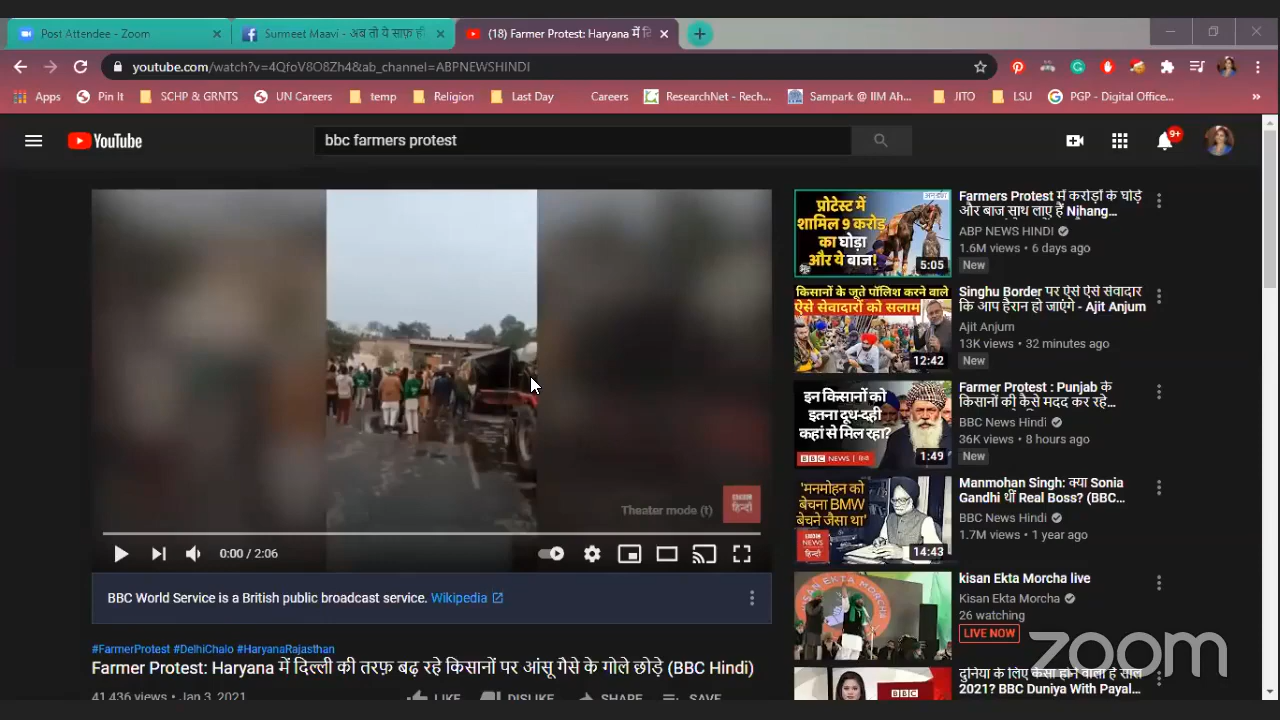 Post Attendee - Zoom
Surmeet Maavi - अब तो ये साफ़ ही
(18) Farmer Protest: Haryana में दि
youtube.com/watch?v=4QfoV8O8Zh4&ab_channel=ABPNEWSHINDI
Apps Pin It SCHP & GRNTS UN Careers temp Religion Last Day Careers ResearchNet - Rech... Sampark @ IIM Ah... JITO LSU PGP - Digital Office... »
YouTube
bbc farmers protest
9+
प्रोटेस्ट में
शामिल 9 करोड़
का घोड़ा
और ये बाज!
5:05
Farmers Protest में करोड़ों के घोड़े
और बाज साथ लाए हैं Nihang...
ABP NEWS HINDI
1.6M views • 6 days ago
New
किसानों के जूते पॉलिश करने वाले
ऐसे सेवादारों को सलाम
12:42
Singhu Border पर ऐसे ऐसे सेवादार
कि आप हैरान हो जाएंगे - Ajit Anjum
Ajit Anjum
13K views • 32 minutes ago
New
इन किसानों को
इतना दूध-दही
कहां से मिल रहा?
BBC NEWS हिन्दी
1:49
Farmer Protest : Punjab के
किसानों की कैसे मदद कर रहे...
BBC News Hindi
36K views • 8 hours ago
New
'मनमोहन को
बेचना BMW
बेचने जैसा था'
BBC
NEWS
हिन्दी
14:43
Manmohan Singh: क्या Sonia
Gandhi थीं Real Boss? (BBC...
BBC News Hindi
1.7M views • 1 year ago
KISAN EKTA MORCHA
kisan Ekta Morcha live
Kisan Ekta Morcha
26 watching
LIVE NOW
BBC
दुनिया के लिए कैसा होने वाला है साल
2021? BBC Duniya With Payal...
Theater mode (t)
BBC
हिन्दी
0:00 / 2:06
BBC World Service is a British public broadcast service. Wikipedia
#FarmerProtest #DelhiChalo #HaryanaRajasthan
Farmer Protest: Haryana में दिल्ली की तरफ़ बढ़ रहे किसानों पर आंसू गैसे के गोले छोड़े (BBC Hindi)
41,436 views • Jan 3, 2021
LIKE DISLIKE SHARE SAVE
zoom